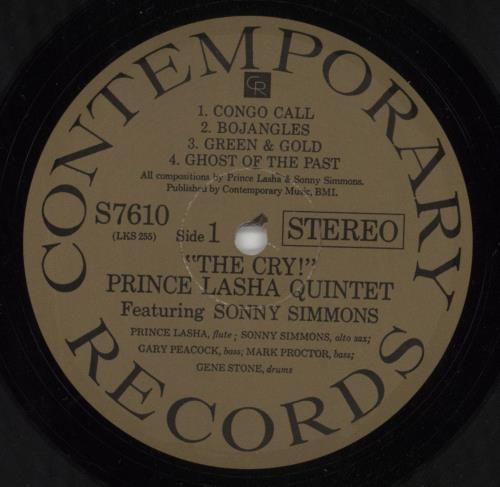 CONTEMPORARY RECORDS
CR
1. CONGO CALL
2. BOJANGLES
3. GREEN & GOLD
4. GHOST OF THE PAST
All compositions by Prince Lasha & Sonny Simmons.
Published by Contemporary Music, BMI.
S7610
(LKS 255)
Side 1
STEREO
"THE CRY!"
PRINCE LASHA QUINTET
Featuring SONNY SIMMONS
PRINCE LASHA, flute; SONNY SIMMONS, alto sax;
GARY PEACOCK, bass; MARK PROCTOR, bass;
GENE STONE, drums